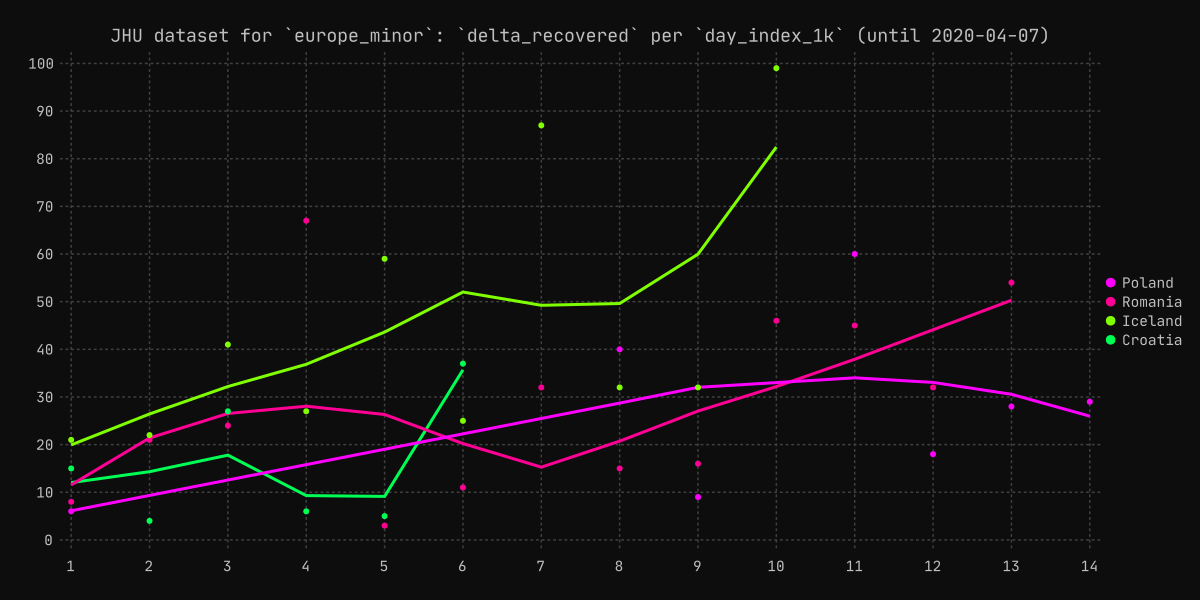 JHU dataset for `europe_minor`: `delta_recovered` per `day_index_1k` (until 2020-04-07)
100
90
80
70
60
50
40
30
20
10
0
1 2 3 4 5 6 7 8 9 10 11 12 13 14
Poland
Romania
Iceland
Croatia